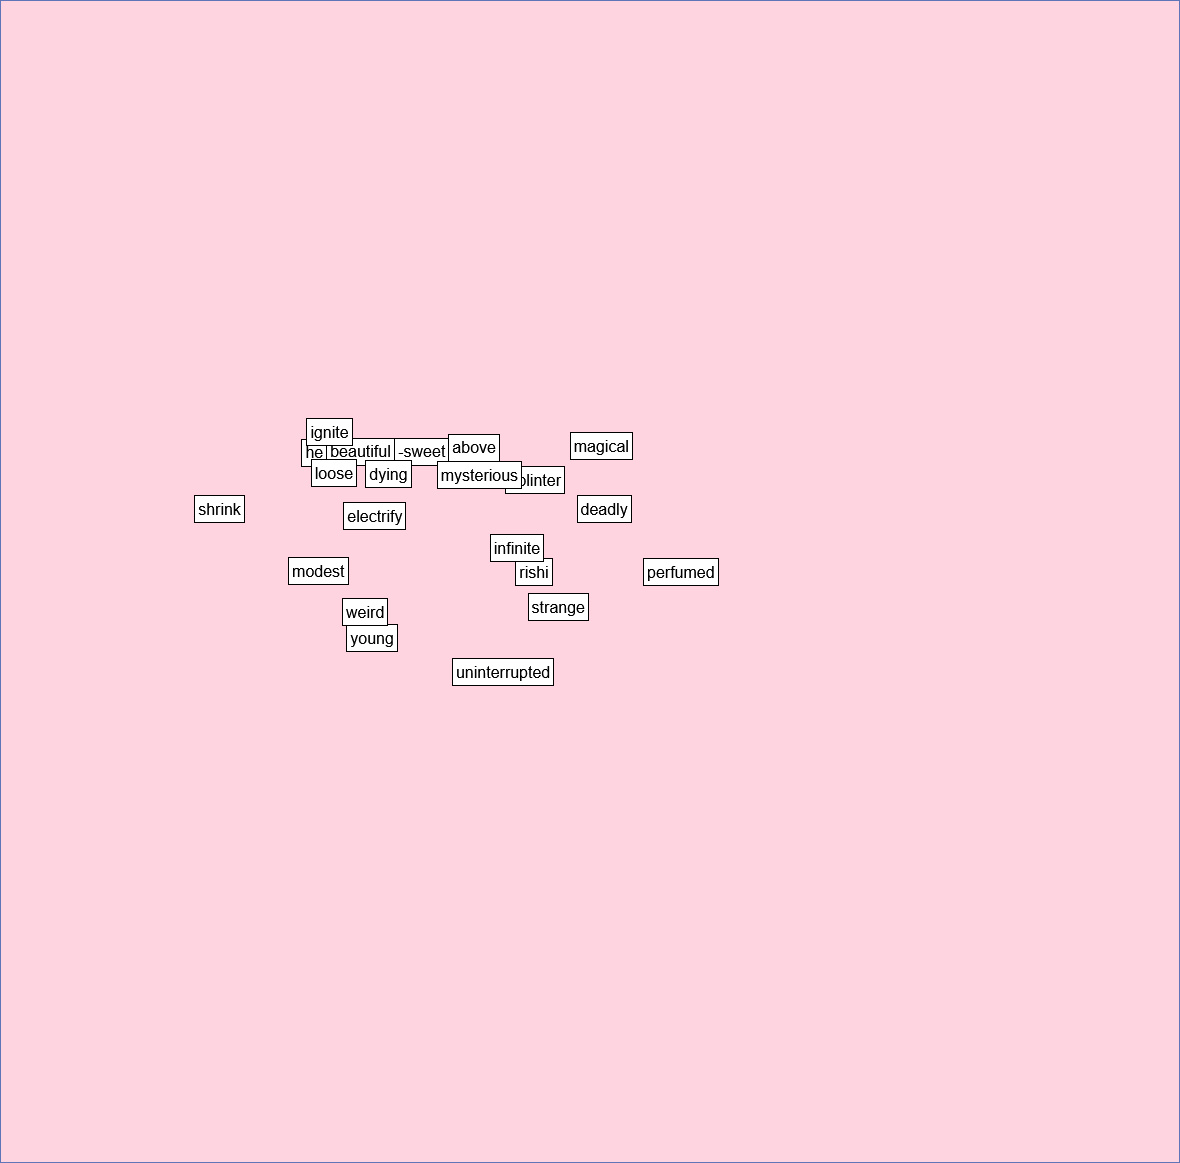 ignite
he beautiful -sweet above magical
loose dying mysterious
shrink electrify deadly
infinite
modest rishi perfumed
weird strange
young
uninterrupted